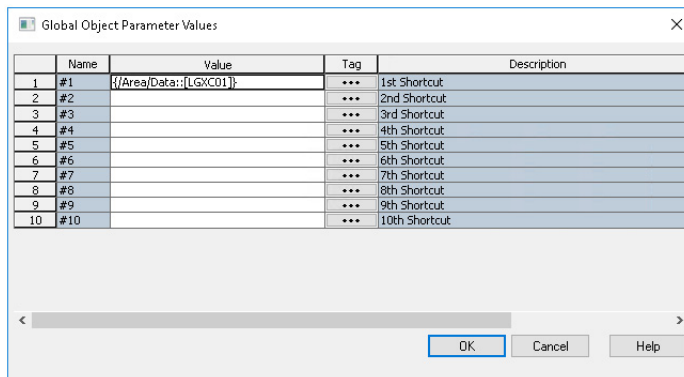 Global Object Parameter Values
Name Value Tag Description
1 #1 {/Area/Data::[LGXC01]} ••• 1st Shortcut
2 #2 ••• 2nd Shortcut
3 #3 ••• 3rd Shortcut
4 #4 ••• 4th Shortcut
5 #5 ••• 5th Shortcut
6 #6 ••• 6th Shortcut
7 #7 ••• 7th Shortcut
8 #8 ••• 8th Shortcut
9 #9 ••• 9th Shortcut
10 #10 ••• 10th Shortcut
OK Cancel Help